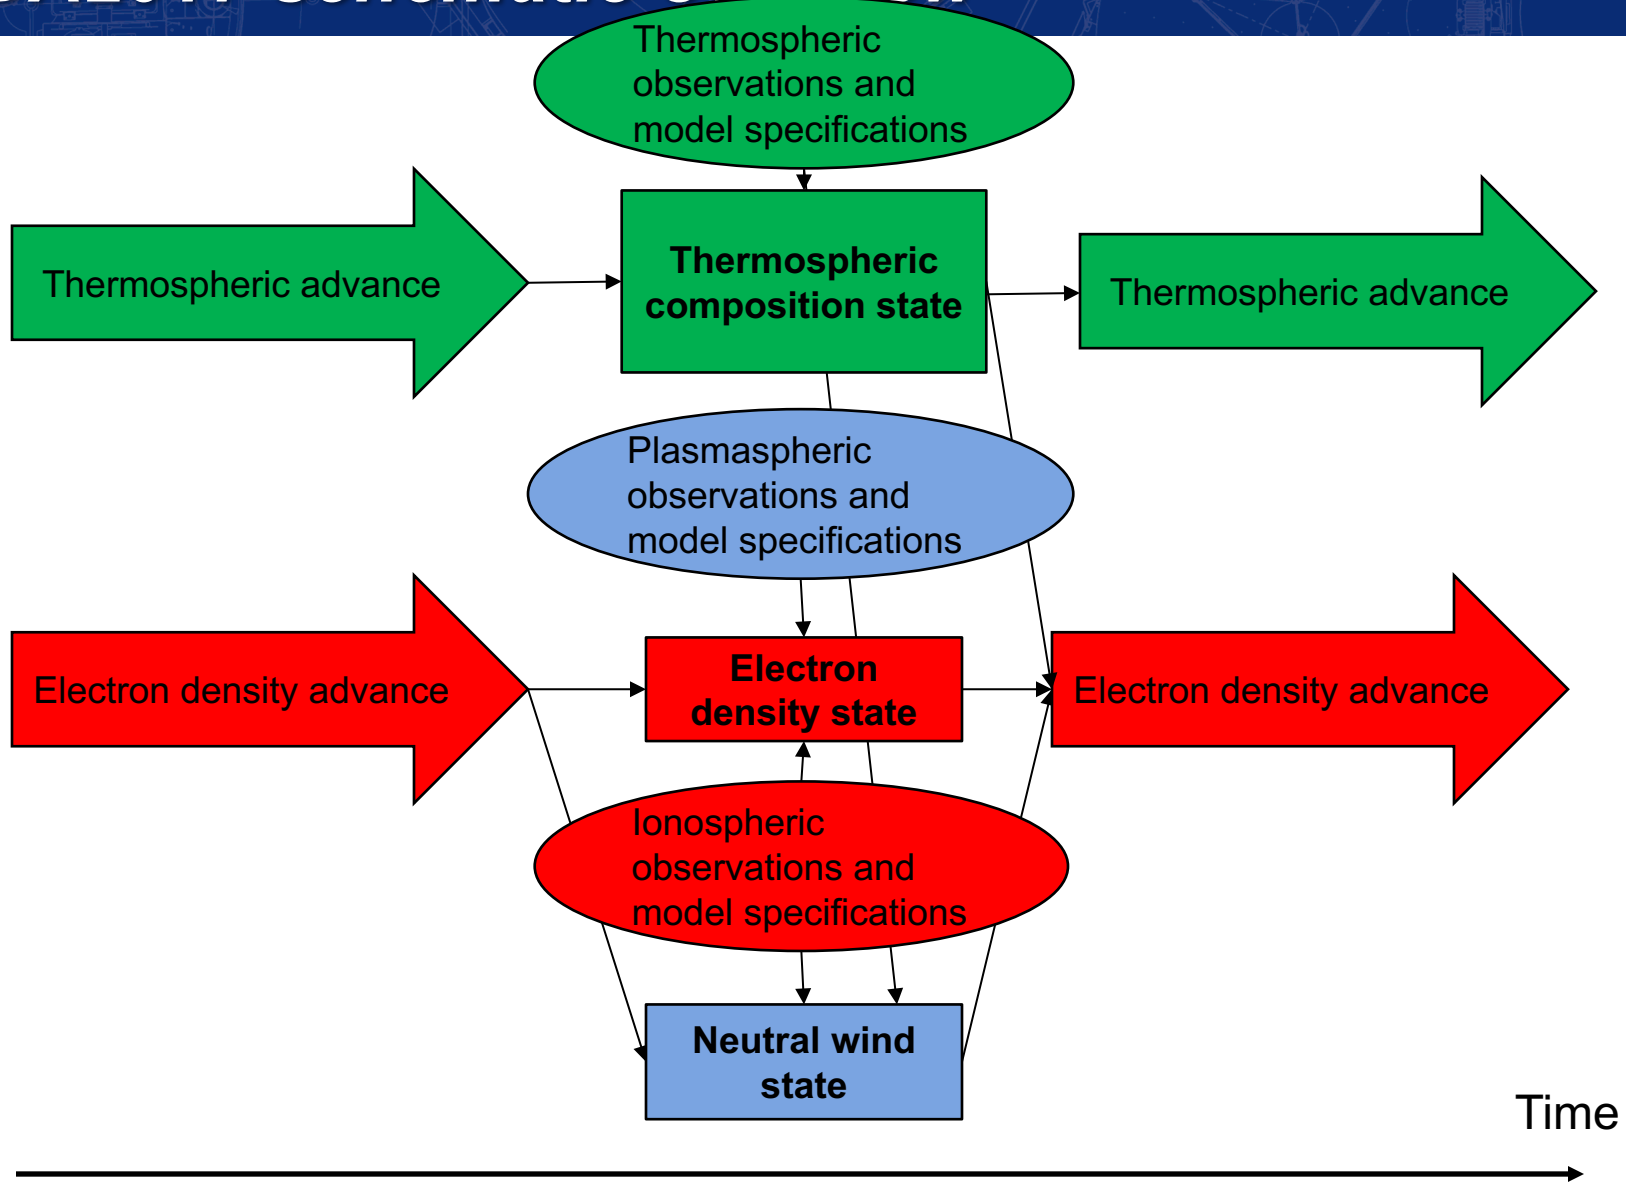 Thermospheric
observations and
model specifications
Thermospheric advance
Thermospheric
composition state
Thermospheric advance
Plasmaspheric
observations and
model specifications
Electron density advance
Electron
density state
Electron density advance
Ionospheric
observations and
model specifications
Neutral wind
state
Time